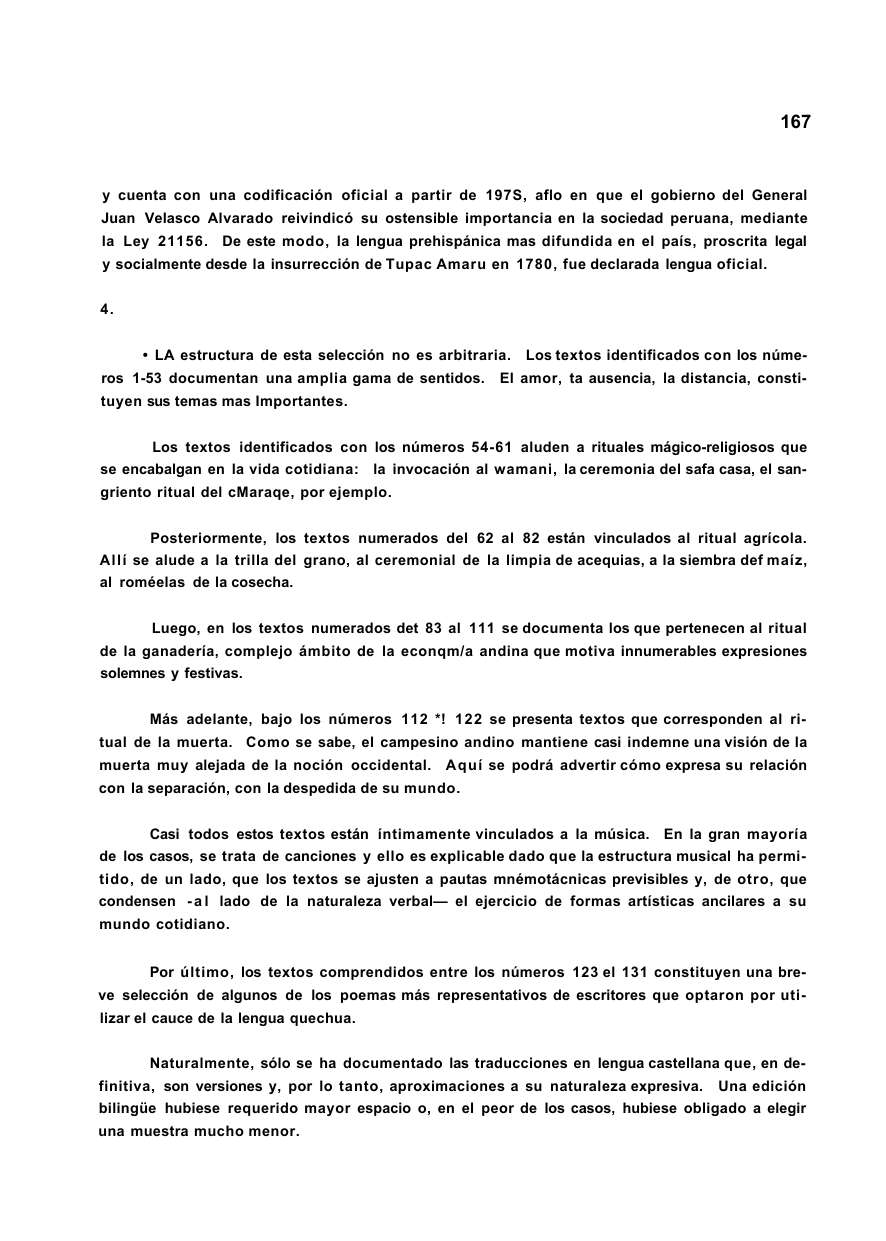 167
y cuenta con una codificación oficial a partir de 197S, aflo en que el gobierno del General
Juan Velasco Alvarado reivindicó su ostensible importancia en la sociedad peruana, mediante
la Ley 21156. De este modo, la lengua prehispánica mas difundida en el país, proscrita legal
y socialmente desde la insurrección de Tupac Amaru en 1780, fue declarada lengua oficial.
4.
• LA estructura de esta selección no es arbitraria. Los textos identificados con los núme-
ros 1-53 documentan una amplia gama de sentidos. El amor, ta ausencia, la distancia, consti-
tuyen sus temas mas Importantes.
Los textos identificados con los números 54-61 aluden a rituales mágico-religiosos que
se encabalgan en la vida cotidiana: la invocación al wamani, la ceremonia del safa casa, el san-
griento ritual del cMaraqe, por ejemplo.
Posteriormente, los textos numerados del 62 al 82 están vinculados al ritual agrícola.
Allí se alude a la trilla del grano, al ceremonial de la limpia de acequias, a la siembra def maíz,
al roméelas de la cosecha.
Luego, en los textos numerados det 83 al 111 se documenta los que pertenecen al ritual
de la ganadería, complejo ámbito de la econqm/a andina que motiva innumerables expresiones
solemnes y festivas.
Más adelante, bajo los números 112 *! 122 se presenta textos que corresponden al ri-
tual de la muerta. Como se sabe, el campesino andino mantiene casi indemne una visión de la
muerta muy alejada de la noción occidental. Aquí se podrá advertir cómo expresa su relación
con la separación, con la despedida de su mundo.
Casi todos estos textos están íntimamente vinculados a la música. En la gran mayoría
de los casos, se trata de canciones y ello es explicable dado que la estructura musical ha permi-
tido, de un lado, que los textos se ajusten a pautas mnémotácnicas previsibles y, de otro, que
condensen -al lado de la naturaleza verbal— el ejercicio de formas artísticas ancilares a su
mundo cotidiano.
Por último, los textos comprendidos entre los números 123 el 131 constituyen una bre-
ve selección de algunos de los poemas más representativos de escritores que optaron por uti-
lizar el cauce de la lengua quechua.
Naturalmente, sólo se ha documentado las traducciones en lengua castellana que, en de-
finitiva, son versiones y, por lo tanto, aproximaciones a su naturaleza expresiva. Una edición
bilingüe hubiese requerido mayor espacio o, en el peor de los casos, hubiese obligado a elegir
una muestra mucho menor.